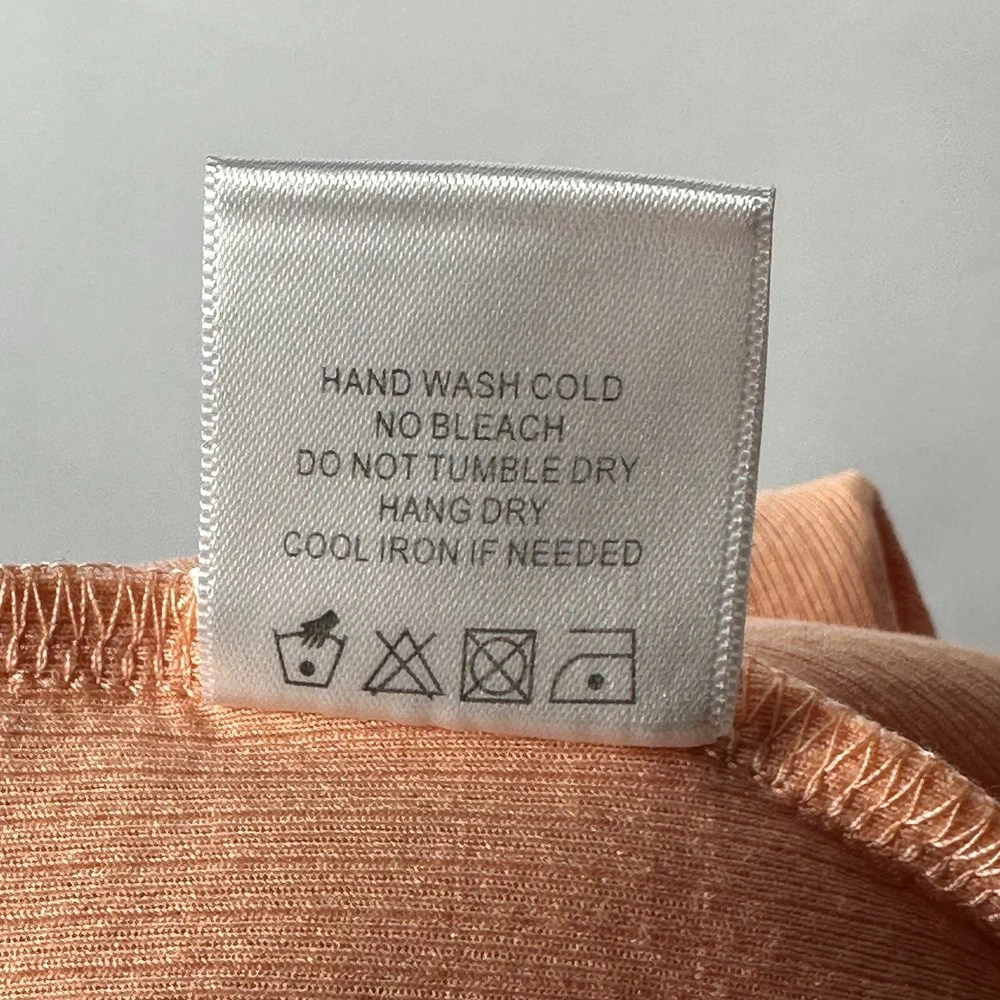 HAND WASH COLD
NO BLEACH
DO NOT TUMBLE DRY
HANG DRY
COOL IRON IF NEEDED